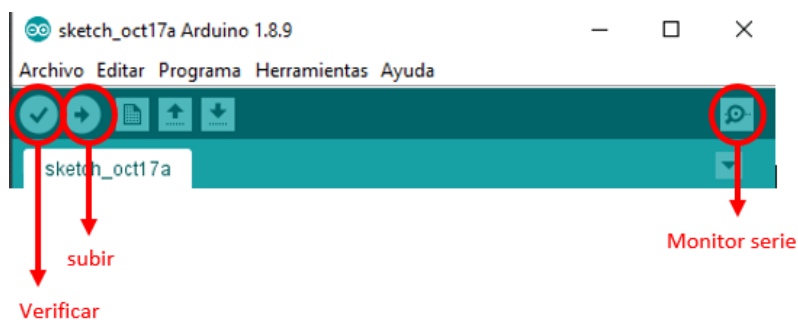 sketch_oct17a Arduino 1.8.9
Archivo Editar Programa Herramientas Ayuda
sketch_oct17a
Monitor serie
subir
Verificar